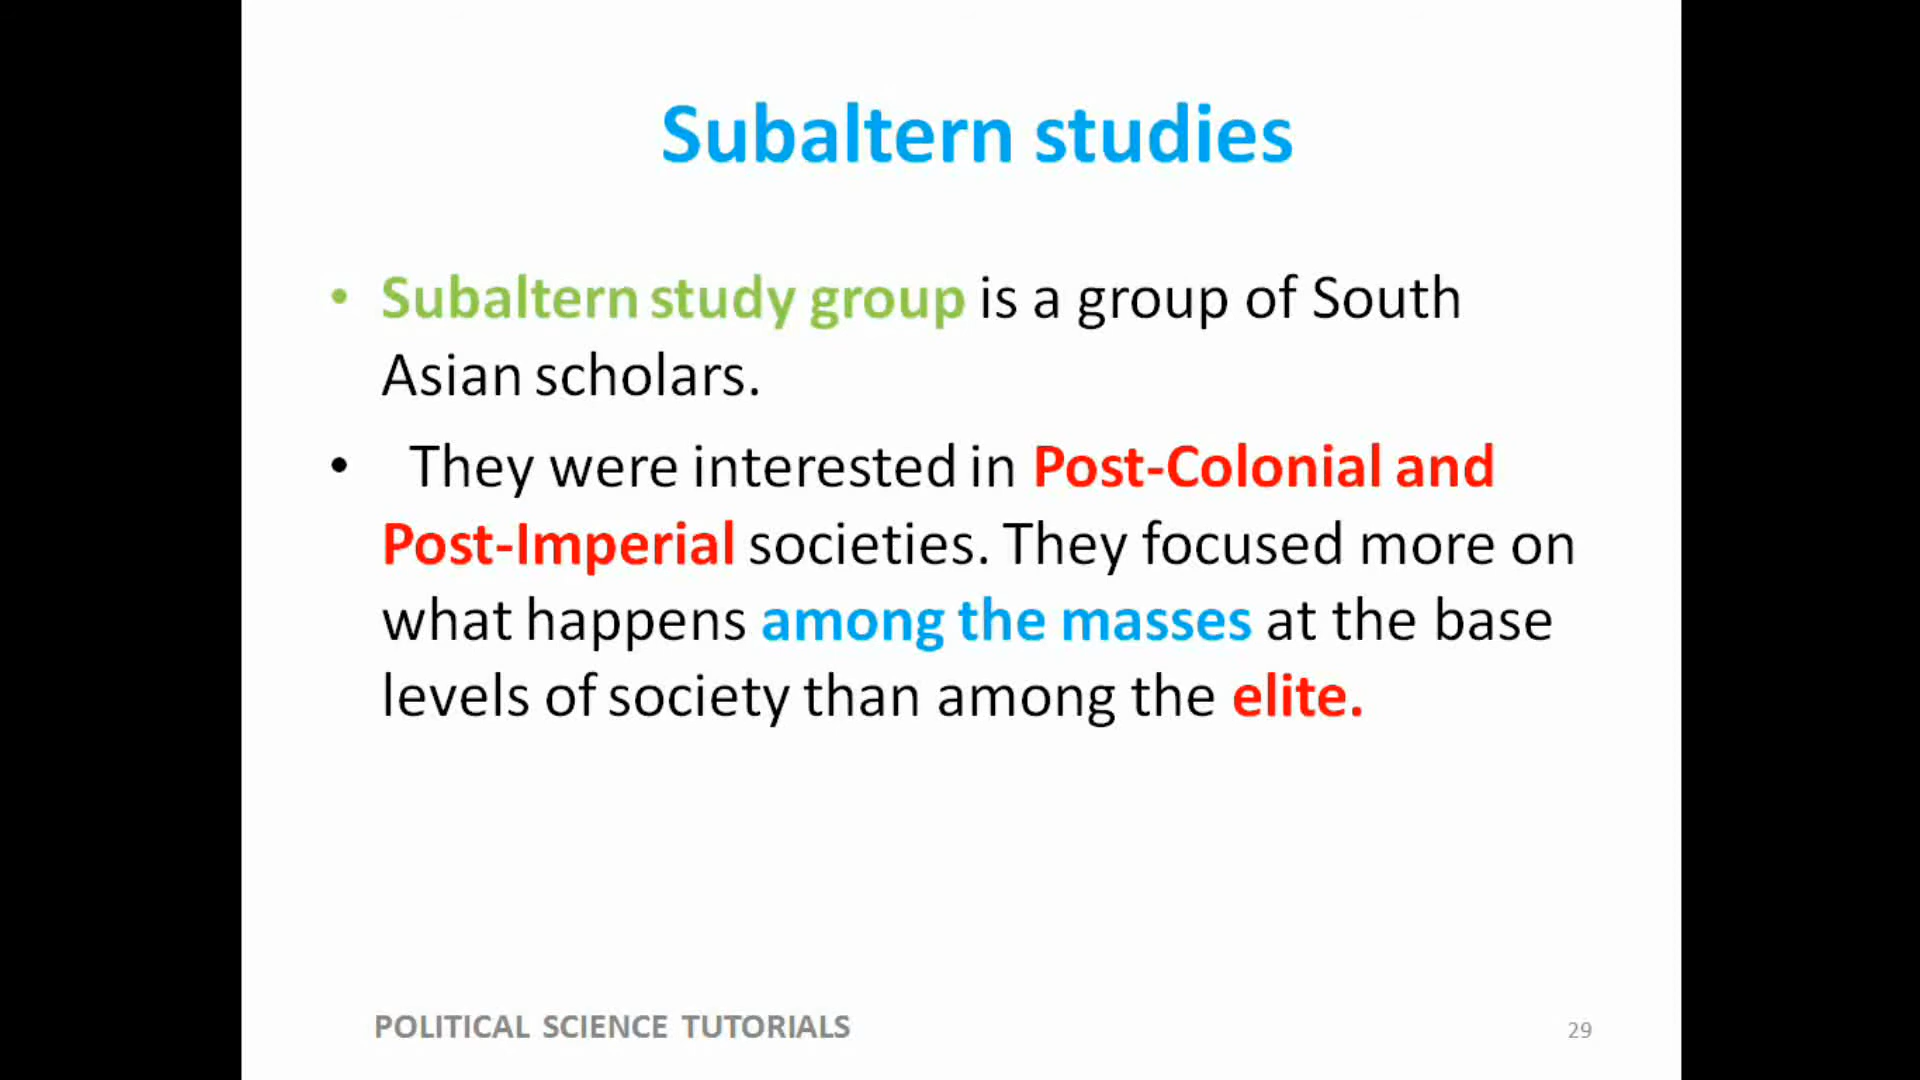 Subaltern studies
• Subaltern study group is a group of South
Asian scholars.
• They were interested in Post-Colonial and
Post-Imperial societies. They focused more on
what happens among the masses at the base
levels of society than among the elite.
POLITICAL SCIENCE TUTORIALS
29